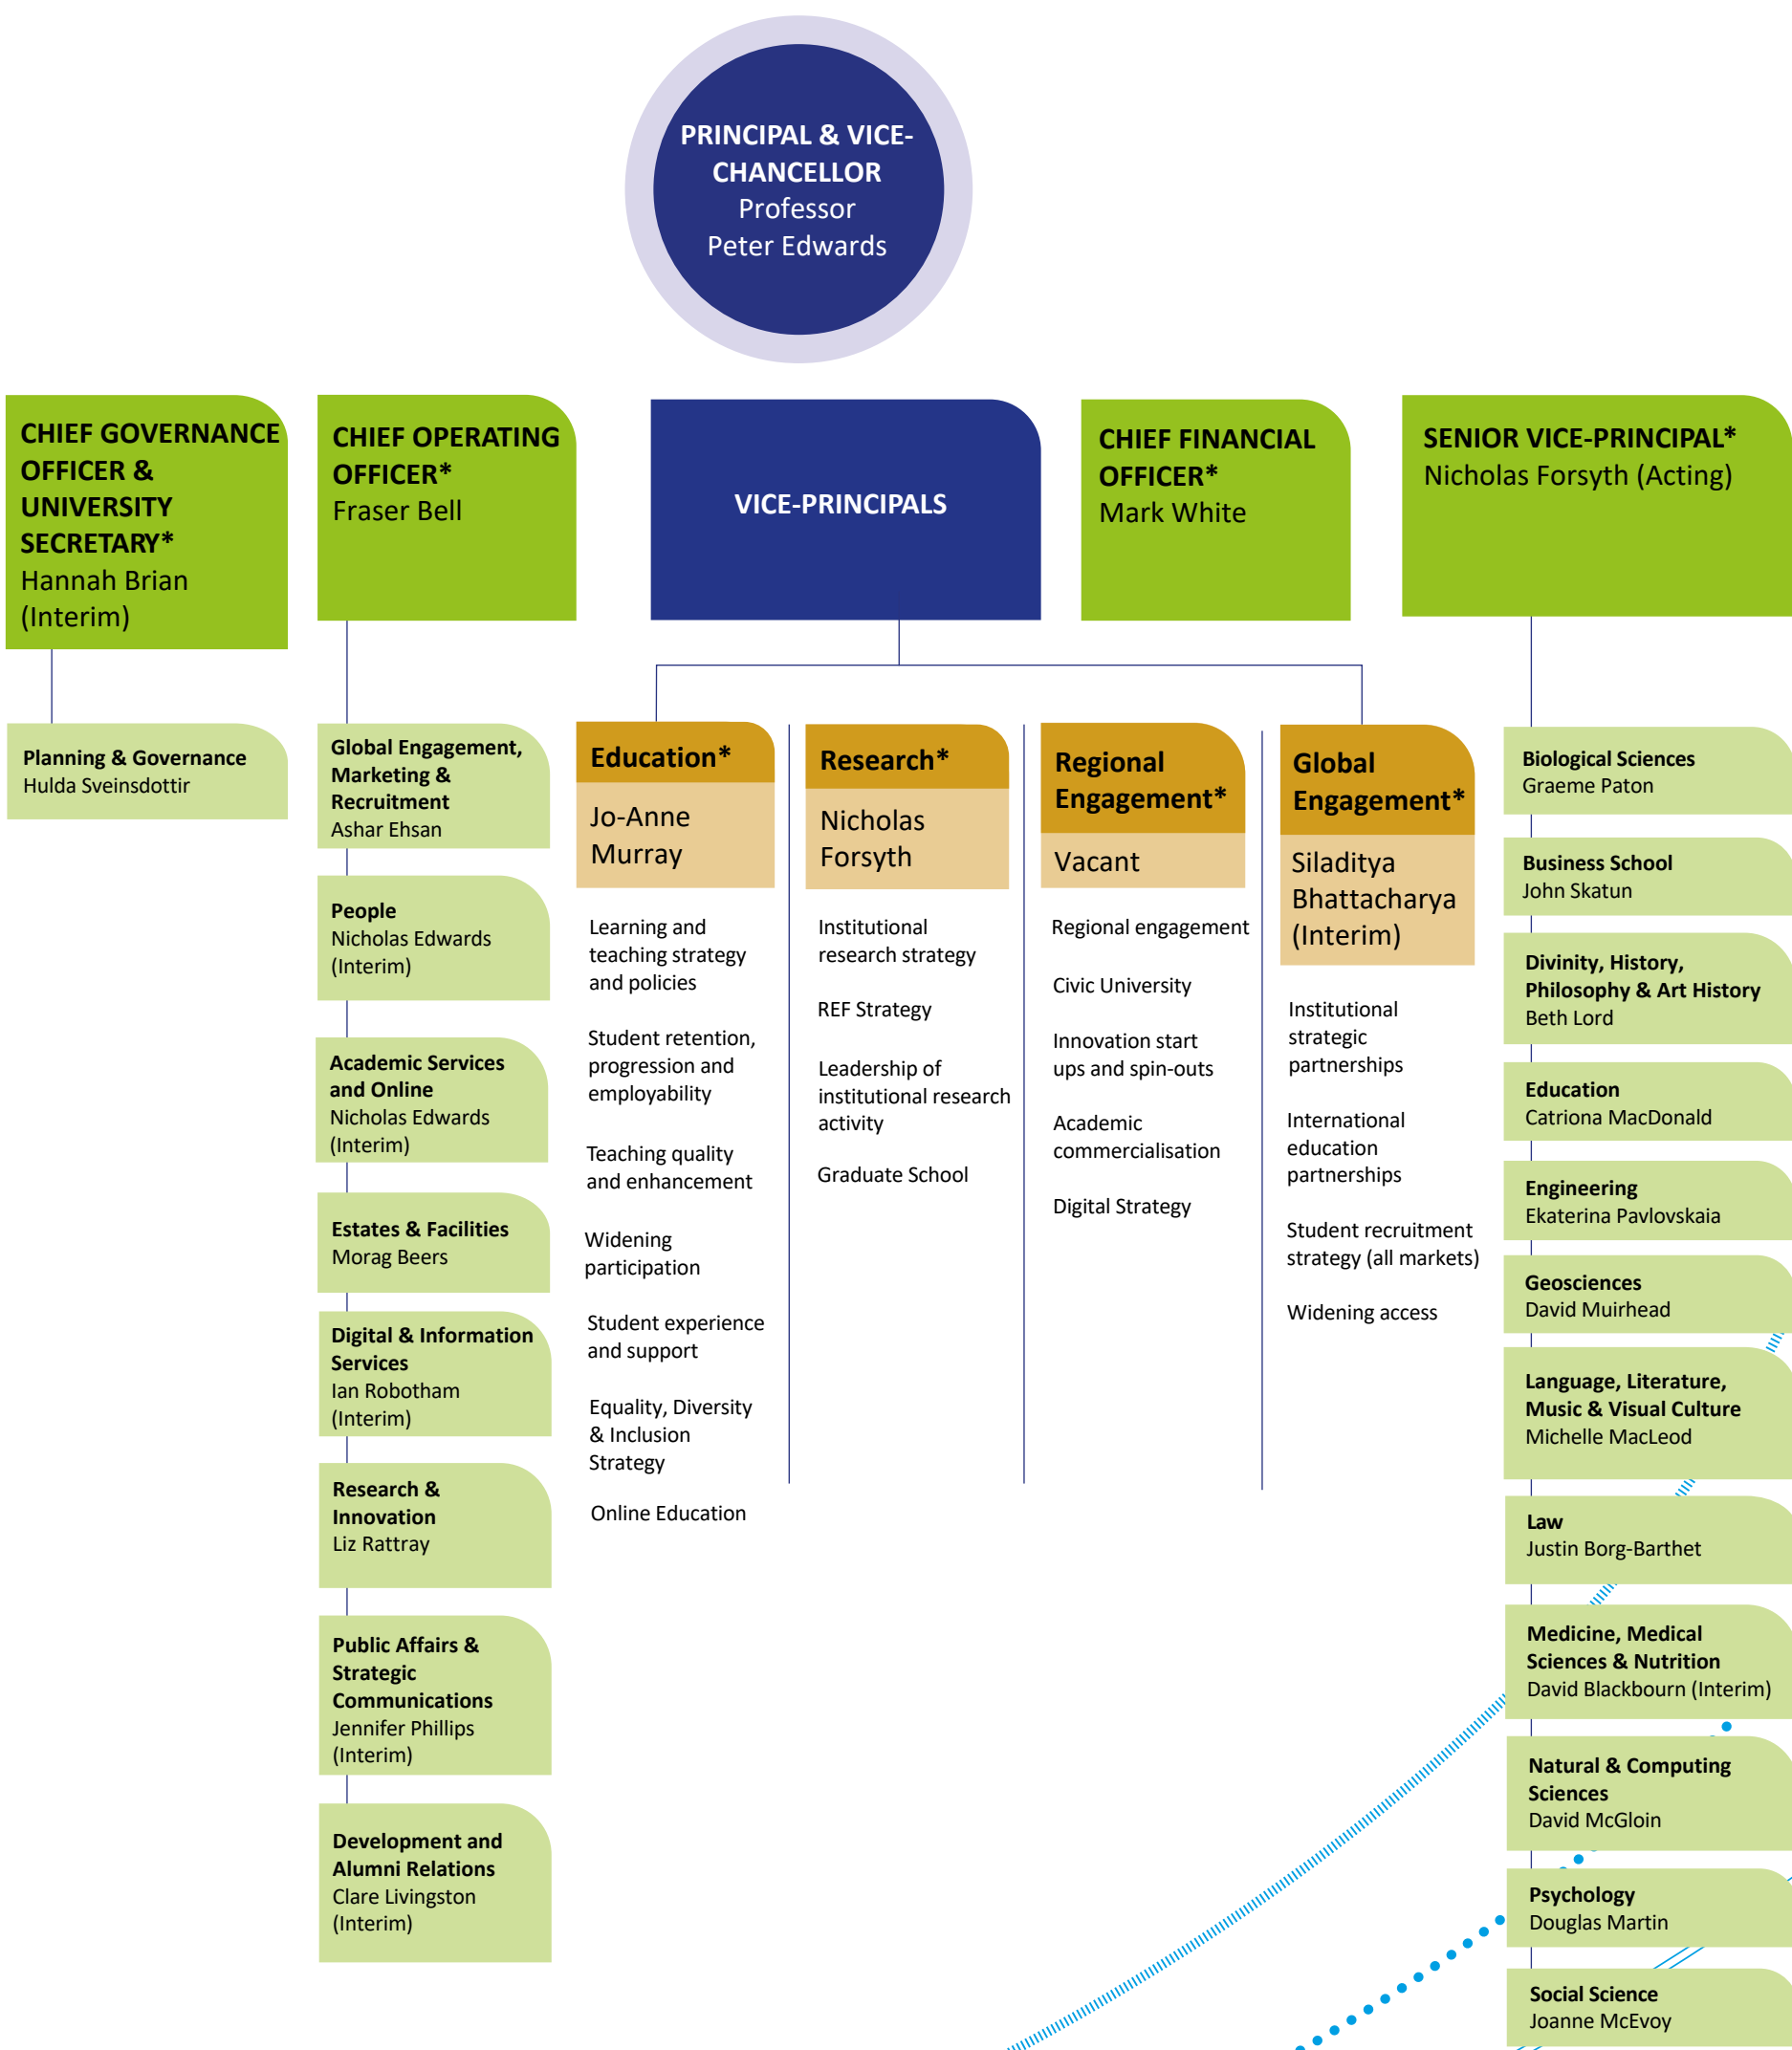 PRINCIPAL & VICE-
CHANCELLOR
Professor
Peter Edwards
CHIEF GOVERNANCE
OFFICER &
UNIVERSITY
SECRETARY*
Hannah Brian
(Interim)
CHIEF OPERATING
OFFICER*
Fraser Bell
VICE-PRINCIPALS
CHIEF FINANCIAL
OFFICER*
Mark White
SENIOR VICE-PRINCIPAL*
Nicholas Forsyth (Acting)
Planning & Governance
Hulda Sveinsdottir
Global Engagement,
Marketing &
Recruitment
Ashar Ehsan
People
Nicholas Edwards
(Interim)
Academic Services
and Online
Nicholas Edwards
(Interim)
Estates & Facilities
Morag Beers
Digital & Information
Services
Ian Robotham
(Interim)
Research &
Innovation
Liz Rattray
Public Affairs &
Strategic
Communications
Jennifer Phillips
(Interim)
Development and
Alumni Relations
Clare Livingston
(Interim)
Education*
Jo-Anne
Murray
Learning and
teaching strategy
and policies
Student retention,
progression and
employability
Teaching quality
and enhancement
Widening
participation
Student experience
and support
Equality, Diversity
& Inclusion
Strategy
Online Education
Research*
Nicholas
Forsyth
Institutional
research strategy
REF Strategy
Leadership of
institutional research
activity
Graduate School
Regional
Engagement*
Vacant
Regional engagement
Civic University
Innovation start
ups and spin-outs
Academic
commercialisation
Digital Strategy
Global
Engagement*
Siladitya
Bhattacharya
(Interim)
Institutional
strategic
partnerships
International
education
partnerships
Student recruitment
strategy (all markets)
Widening access
Biological Sciences
Graeme Paton
Business School
John Skatun
Divinity, History,
Philosophy & Art History
Beth Lord
Education
Catriona MacDonald
Engineering
Ekaterina Pavlovskaia
Geosciences
David Muirhead
Language, Literature,
Music & Visual Culture
Michelle MacLeod
Law
Justin Borg-Barthet
Medicine, Medical
Sciences & Nutrition
David Blackbourn (Interim)
Natural & Computing
Sciences
David McGloin
Psychology
Douglas Martin
Social Science
Joanne McEvoy